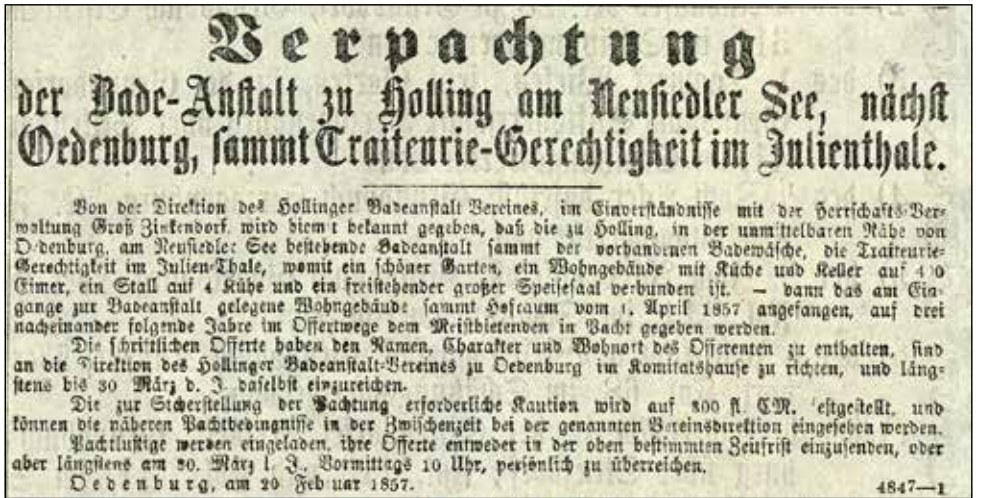 Verpachtung
der Bade-Anstalt zu Holling am Neusiedler See, nächst
Oedenburg, sammt Traiteurie-Gerechtigkeit im Julienthale.
Von der Direktion des Hollinger Badeanstalt Vereines, im Einverständnisse mit der Herrschafts-Ver-
waltung Groß Zinkendorf, wird hiemit bekannt gegeben, daß die zu Holling, in der unmittelbaren Nähe von
Oedenburg, am Neusiedler See bestehende Badeanstalt sammt der vorhandenen Badewäsche, die Traiteurie-
Gerechtigkeit im Julien-Thale, womit ein schöner Garten, ein Wohngebäude mit Küche und Keller auf 400
Eimer, ein Stall auf 4 Kühe und ein freistehender großer Speisesaal verbunden ist. — dann das am Ein-
gange zur Badeanstalt gelegene Wohngebäude sammt Hofraum vom 1. April 1857 angefangen, auf drei
nacheinander folgende Jahre im Offertwege dem Meistbietenden in Pacht gegeben werden.
Die schriftlichen Offerte haben den Namen, Charakter und Wohnort des Offerenten zu enthalten, sind
an die Direktion des Hollinger Badeanstalt-Vereines zu Oedenburg im Komitatshause zu richten, und läng-
stens bis 30 März d. J. daselbst einzureichen.
Die zur Sicherstellung der Pachtung erforderliche Kaution wird auf 800 fl. CM. festgestellt, und
können die näheren Pachtbedingnisse in der Zwischenzeit bei der genannten Vereinsdirektion eingesehen werden.
Pachtlustige werden eingeladen, ihre Offerte entweder in der oben bestimmten Zeitfrist einzusenden, oder
aber längstens am 30. März l. J., Vormittags 10 Uhr, persönlich zu überreichen.
Oedenburg, am 20 Februar 1857.
4847—1